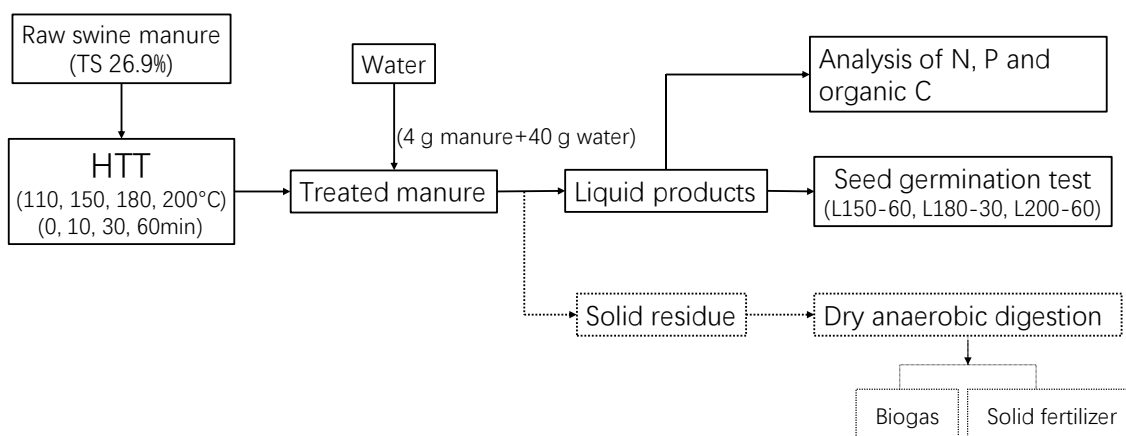 Raw swine manure
(TS 26.9%)
Water
Analysis of N, P and
organic C
(4 g manure+40 g water)
HTT
(110, 150, 180, 200°C)
(0, 10, 30, 60min)
Treated manure
Liquid products
Seed germination test
(L150-60, L180-30, L200-60)
Solid residue
Dry anaerobic digestion
Biogas
Solid fertilizer